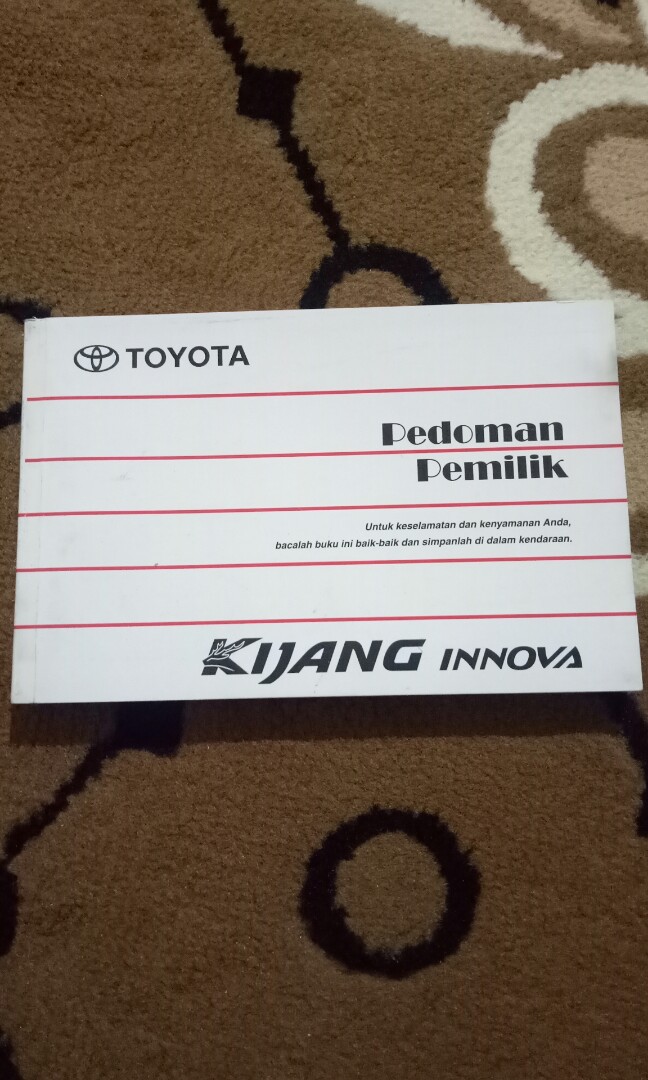 TOYOTA
Pedoman
Pemilik
Untuk keselamatan dan kenyamanan Anda,
bacalah buku ini baik-baik dan simpanlah di dalam kendaraan.
KIJANG INNOVA